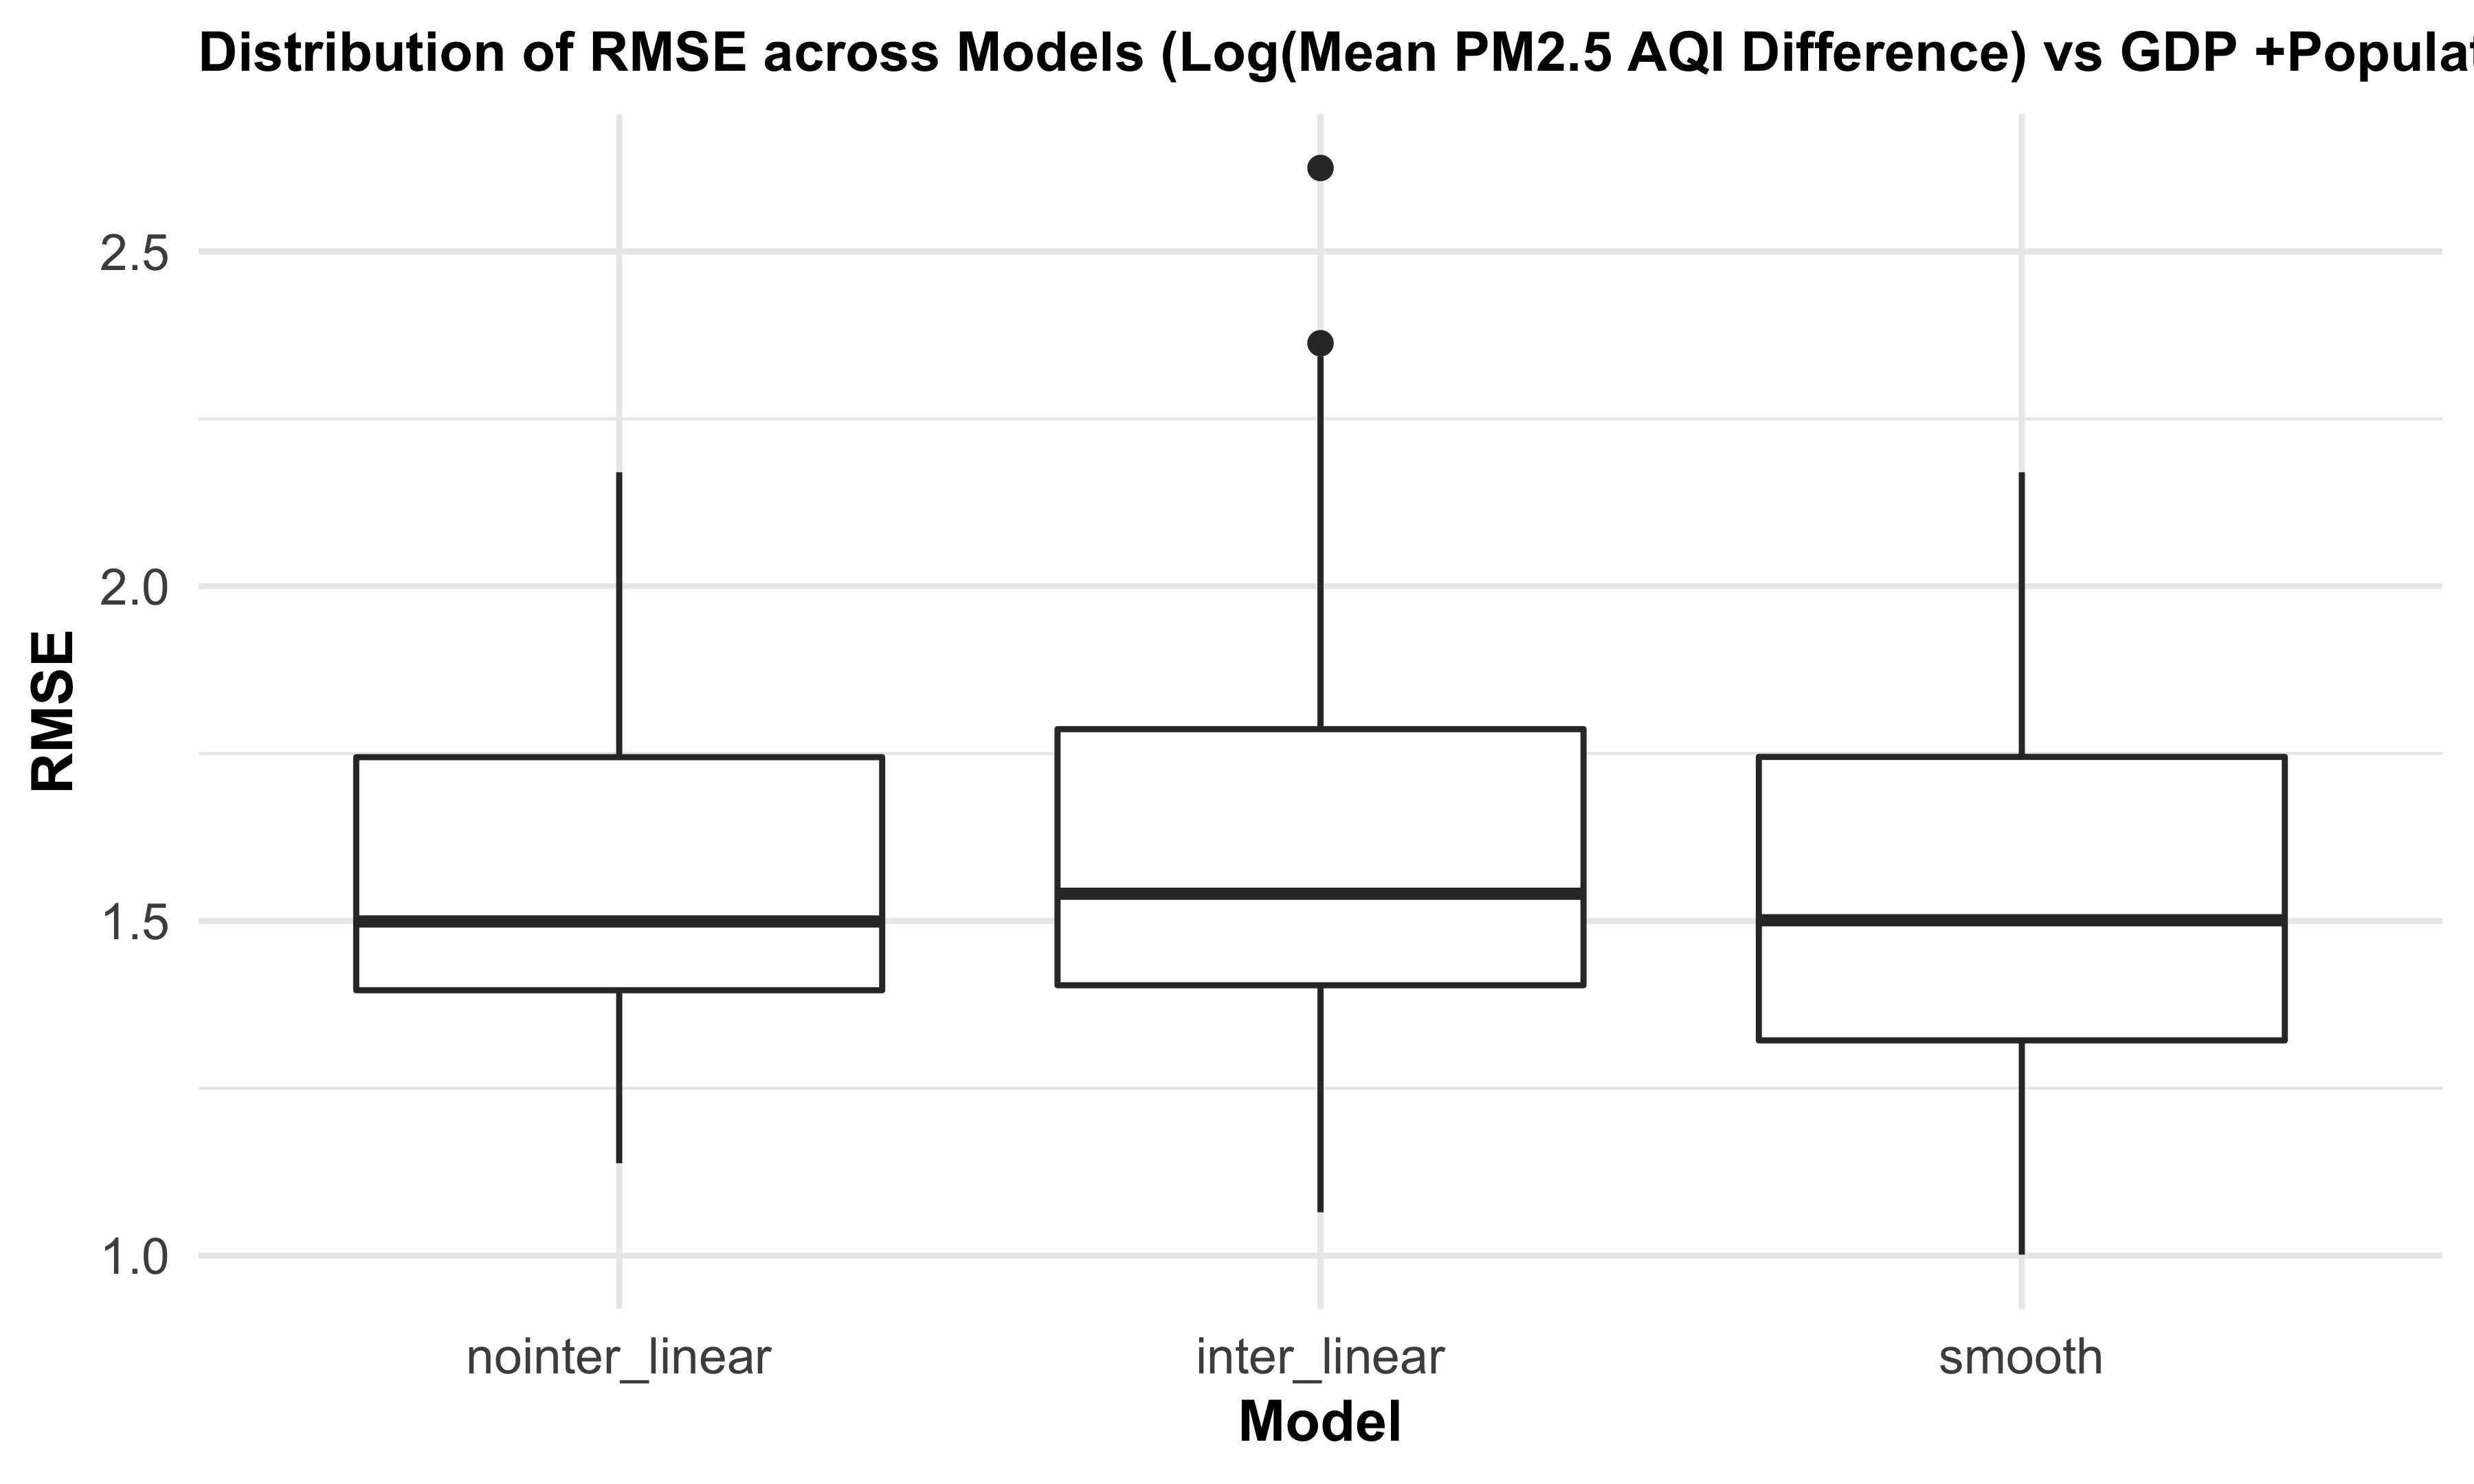 Distribution of RMSE across Models (Log(Mean PM2.5 AQI Difference) vs GDP +Populat
2.5
2.0
1.5
1.0
RMSE
nointer_linear
inter_linear
smooth
Model